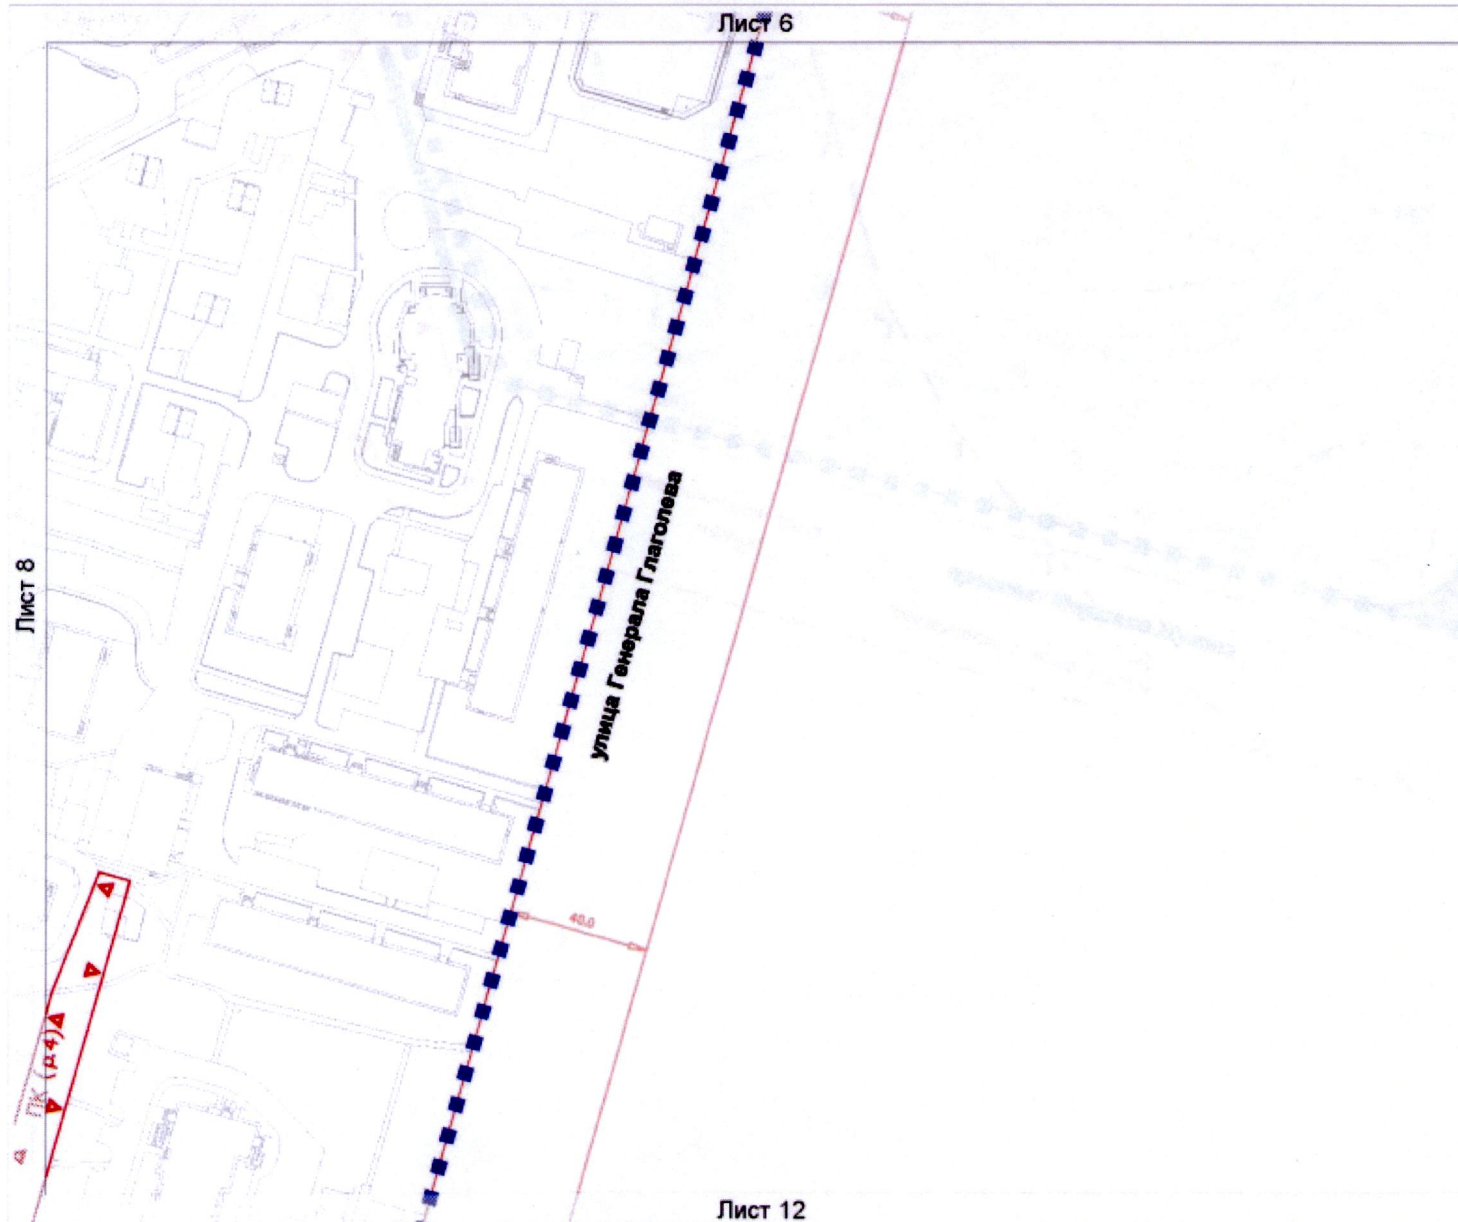 Лист 6
Лист 8
улица Генерала Глаголева
40.0
ПК (р.4)
Лист 12